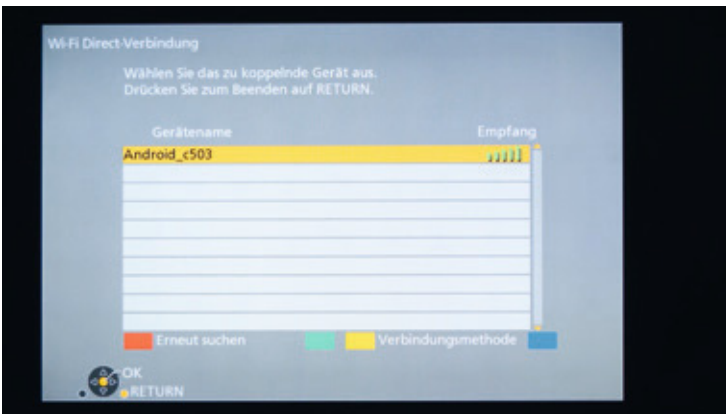 Wi-Fi Direct-Verbindung
Wählen Sie das zu koppelnde Gerät aus.
Drücken Sie zum Beenden auf RETURN.
Gerätename Empfang
Android_c503
Erneut suchen Verbindungsmethode
OK
RETURN